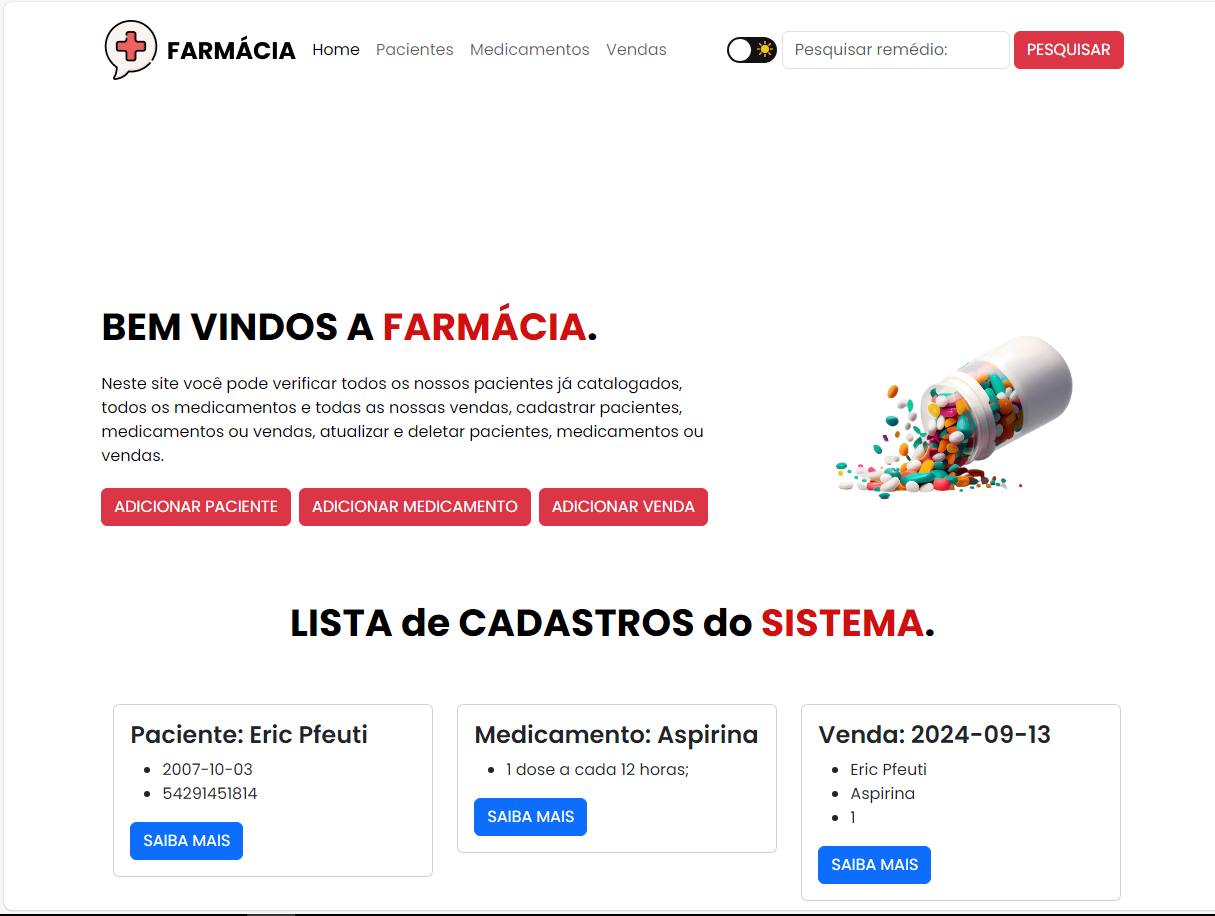 FARMÁCIA Home Pacientes Medicamentos Vendas Pesquisar remédio: PESQUISAR
BEM VINDOS A FARMÁCIA.
Neste site você pode verificar todos os nossos pacientes já catalogados,
todos os medicamentos e todas as nossas vendas, cadastrar pacientes,
medicamentos ou vendas, atualizar e deletar pacientes, medicamentos ou
vendas.
ADICIONAR PACIENTE ADICIONAR MEDICAMENTO ADICIONAR VENDA
LISTA de CADASTROS do SISTEMA.
Paciente: Eric Pfeuti
2007-10-03
54291451814
SAIBA MAIS
Medicamento: Aspirina
1 dose a cada 12 horas;
SAIBA MAIS
Venda: 2024-09-13
Eric Pfeuti
Aspirina
1
SAIBA MAIS